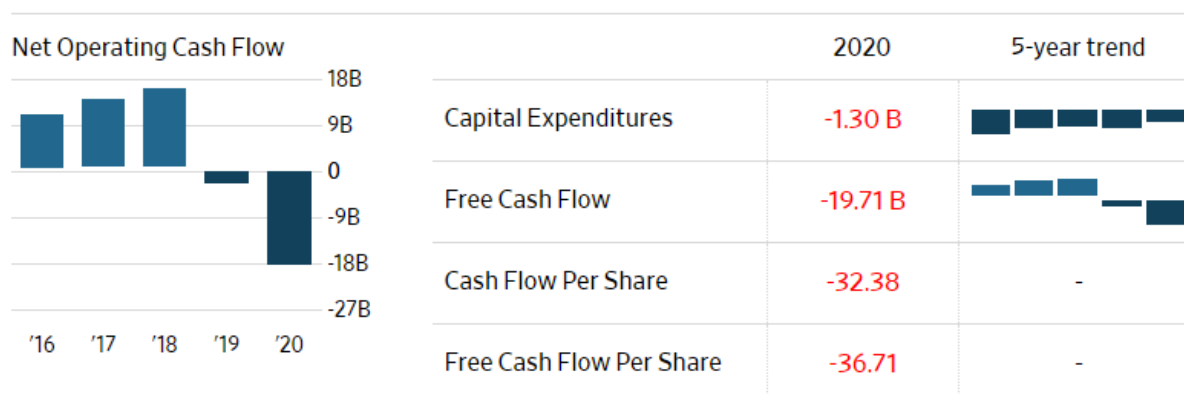 Net Operating Cash Flow
18B
9B
0
-9B
-18B
-27B
'16 '17 '18 '19 '20
2020 5-year trend
Capital Expenditures -1.30 B
Free Cash Flow -19.71 B
Cash Flow Per Share -32.38 -
Free Cash Flow Per Share -36.71 -